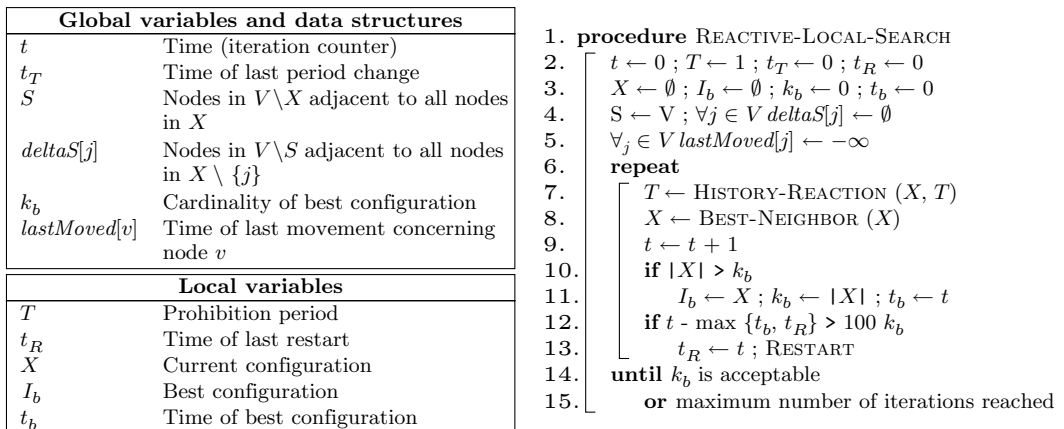 Global variables and data structures
t Time (iteration counter)
t_T Time of last period change
S Nodes in V\X adjacent to all nodes
in X
deltaS[j] Nodes in V\S adjacent to all nodes
in X \ {j}
k_b Cardinality of best configuration
lastMoved[v] Time of last movement concerning
node v
Local variables
T Prohibition period
t_R Time of last restart
X Current configuration
I_b Best configuration
t_b Time of best configuration
1. procedure REACTIVE-LOCAL-SEARCH
2. t ← 0 ; T ← 1 ; t_T ← 0 ; t_R ← 0
3. X ← ∅ ; I_b ← ∅ ; k_b ← 0 ; t_b ← 0
4. S ← V ; ∀j ∈ V deltaS[j] ← ∅
5. ∀_j ∈ V lastMoved[j] ← −∞
6. repeat
7. T ← HISTORY-REACTION (X, T)
8. X ← BEST-NEIGHBOR (X)
9. t ← t + 1
10. if |X| > k_b
11. I_b ← X ; k_b ← |X| ; t_b ← t
12. if t - max {t_b, t_R} > 100 k_b
13. t_R ← t ; RESTART
14. until k_b is acceptable
15. or maximum number of iterations reached